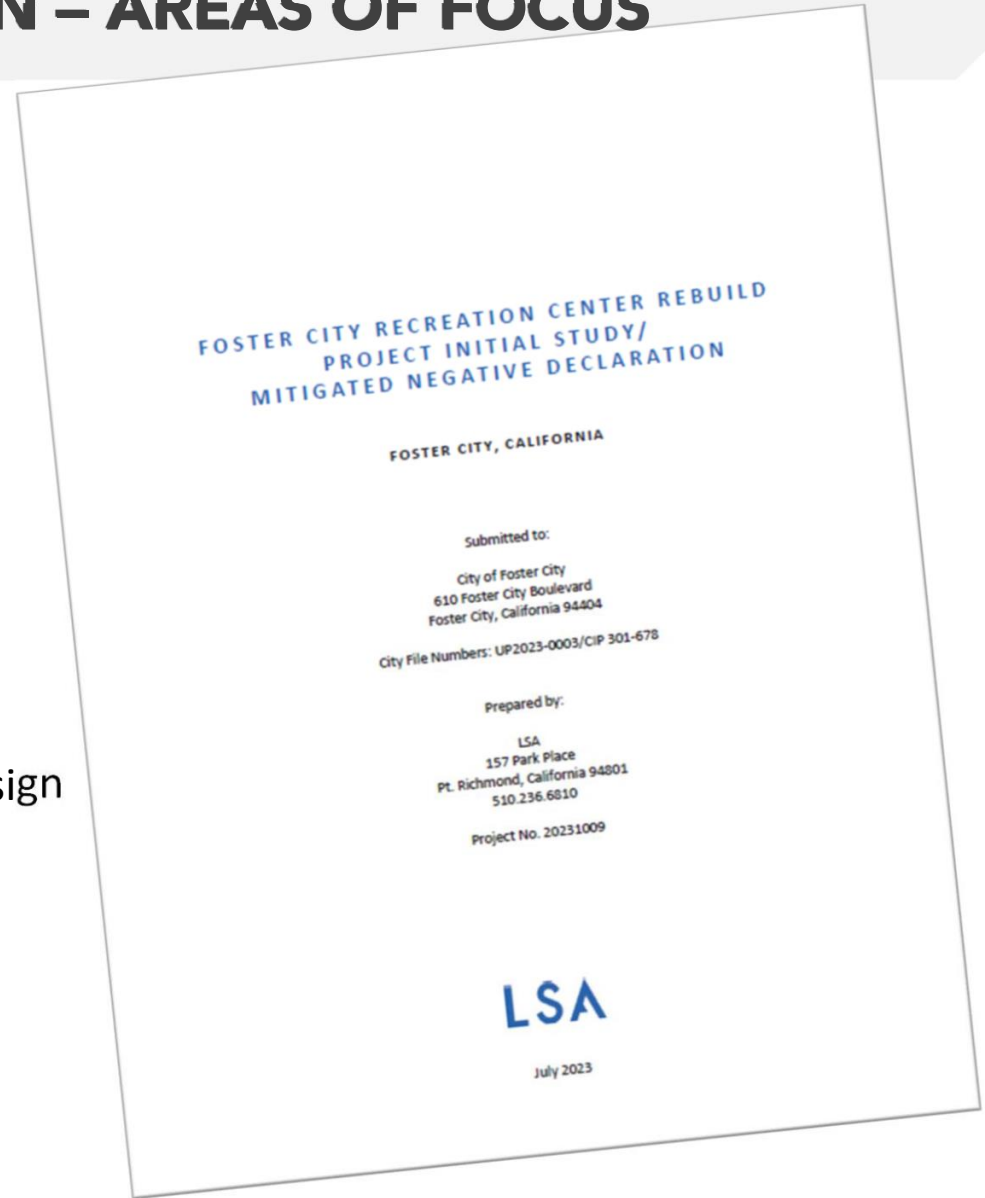 N – AREAS OF FOCUS
FOSTER CITY RECREATION CENTER REBUILD
PROJECT INITIAL STUDY/
MITIGATED NEGATIVE DECLARATION
FOSTER CITY, CALIFORNIA
Submitted to:
City of Foster City
610 Foster City Boulevard
Foster City, California 94404
City File Numbers: UP2023-0003/CIP 301-678
Prepared by:
LSA
157 Park Place
Pt. Richmond, California 94801
510.236.6810
Project No. 20231009
sign
LSA
July 2023